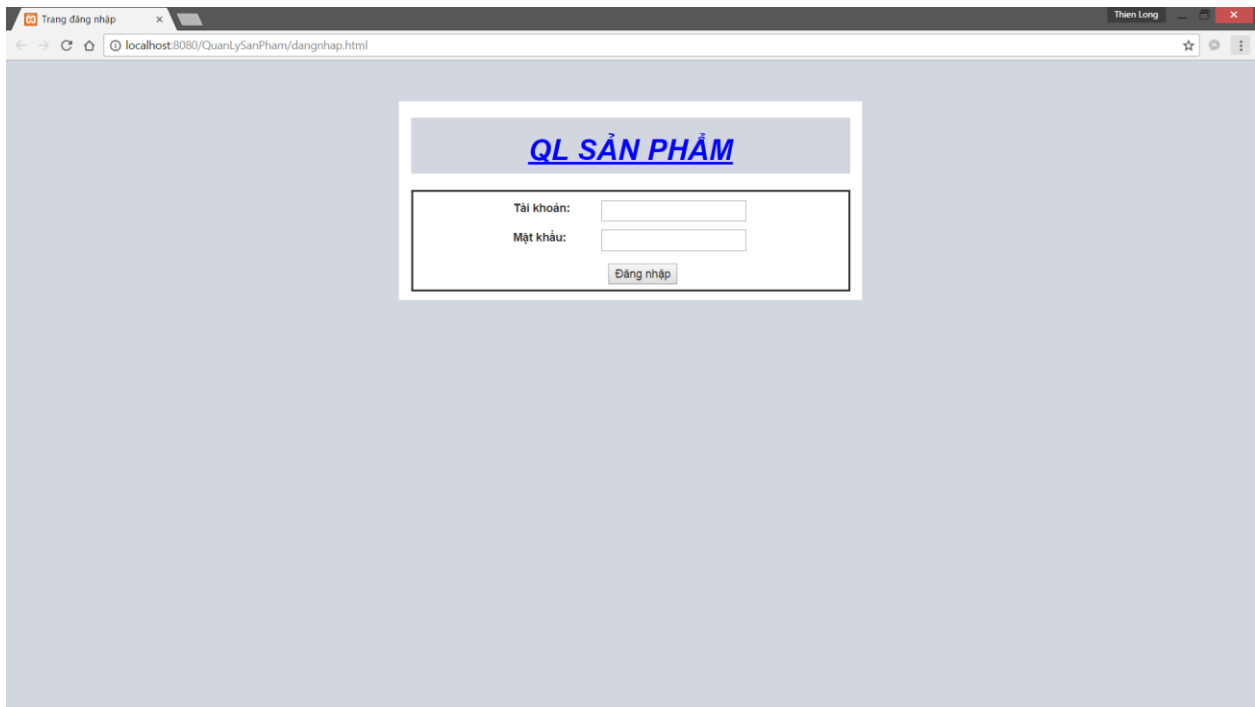 Trang đăng nhập
Thien Long
localhost:8080/QuanLySanPham/dangnhap.html
QL SẢN PHẨM
Tài khoản:
Mật khẩu:
Đăng nhập